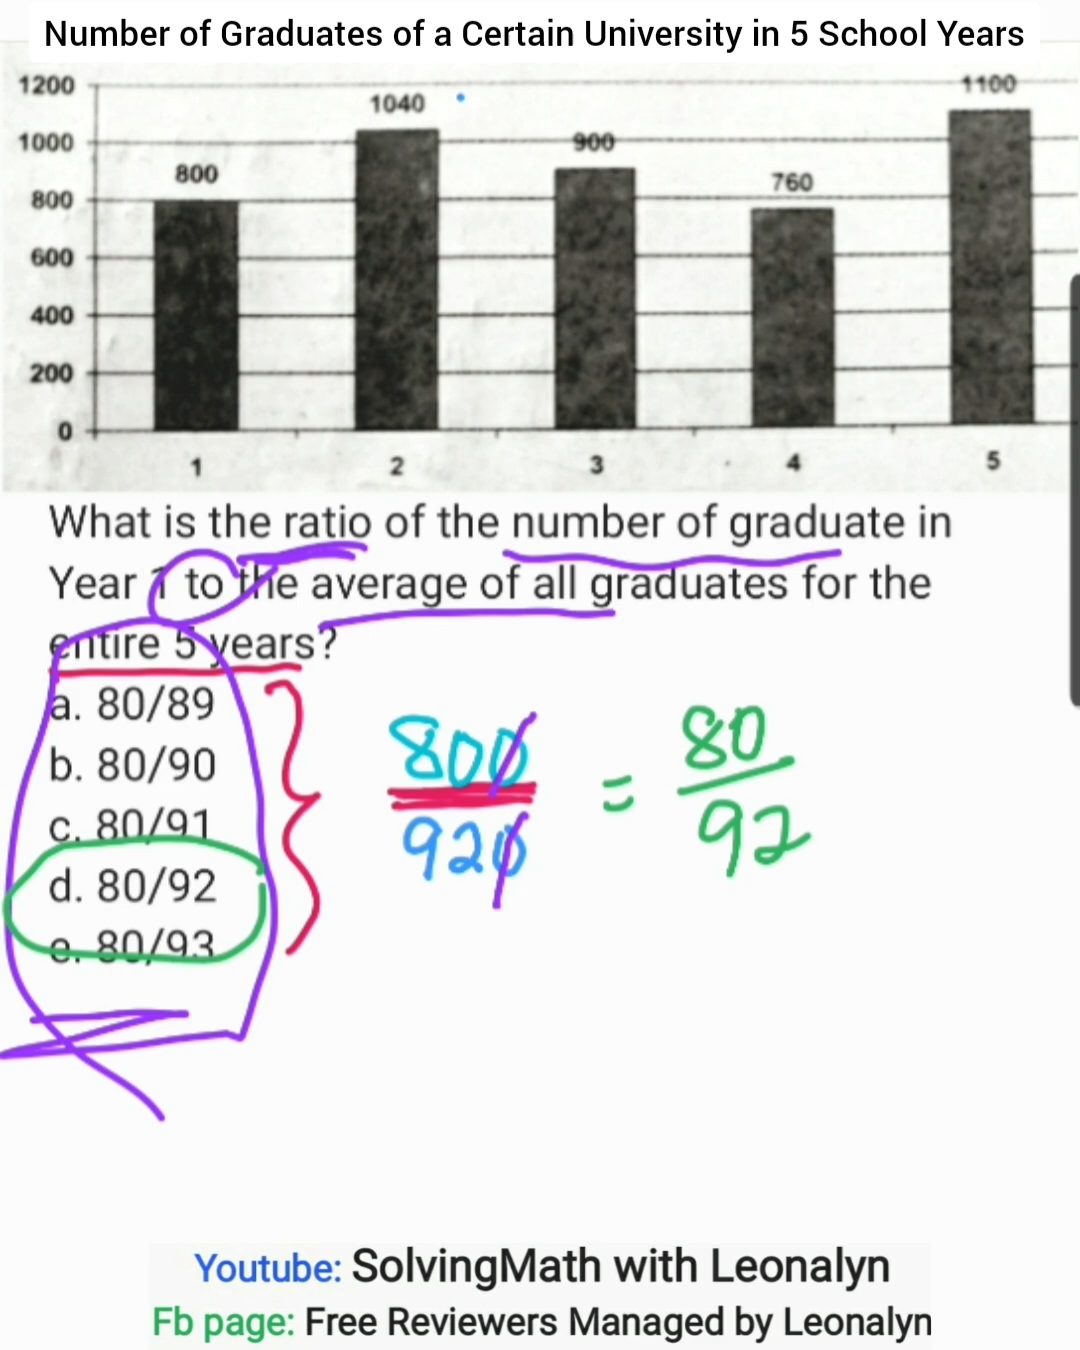 Number of Graduates of a Certain University in 5 School Years
1200
1000
800
600
400
200
0
800
1040
900
760
1100
1 2 3 4 5
What is the ratio of the number of graduate in
Year 1 to the average of all graduates for the
entire 5 years?
a. 80/89
b. 80/90
c. 80/91
d. 80/92
e. 80/93
800
920
=
80
92
Youtube: SolvingMath with Leonalyn
Fb page: Free Reviewers Managed by Leonalyn